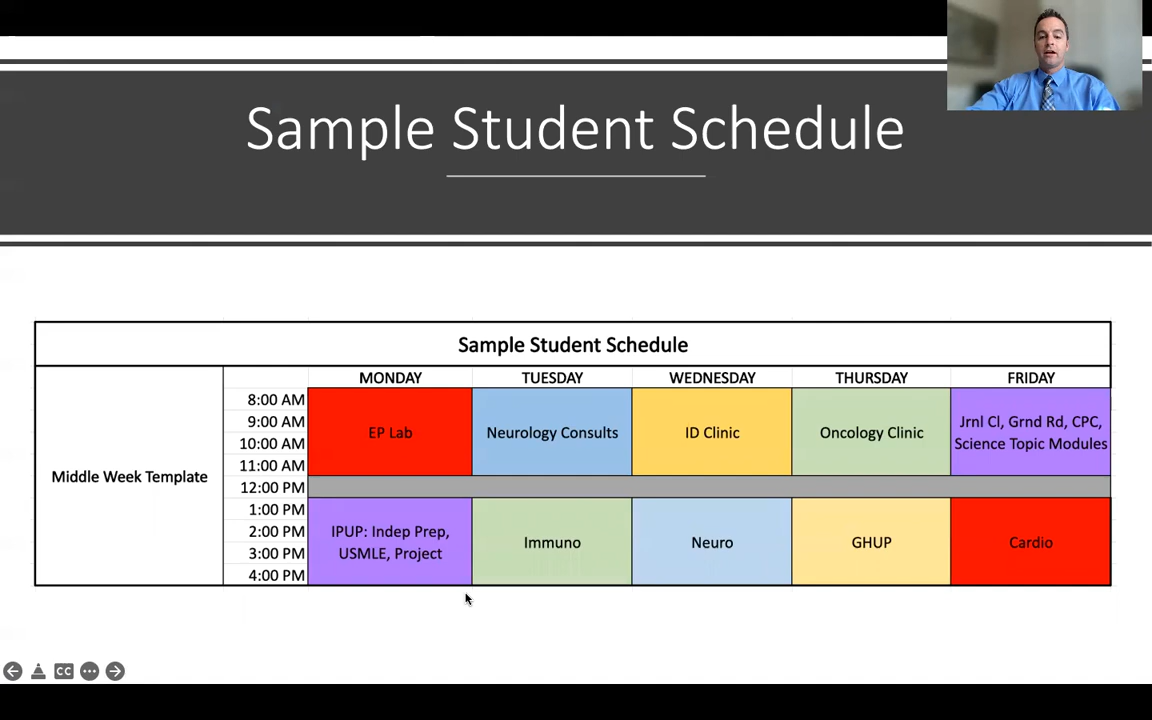 Sample Student Schedule
Sample Student Schedule
MONDAY TUESDAY WEDNESDAY THURSDAY FRIDAY
Middle Week Template
8:00 AM
9:00 AM
10:00 AM
11:00 AM
12:00 PM
1:00 PM
2:00 PM
3:00 PM
4:00 PM
EP Lab
Neurology Consults
ID Clinic
Oncology Clinic
Jrnl Cl, Grnd Rd, CPC,
Science Topic Modules
IPUP: Indep Prep,
USMLE, Project
Immuno
Neuro
GHUP
Cardio
CC